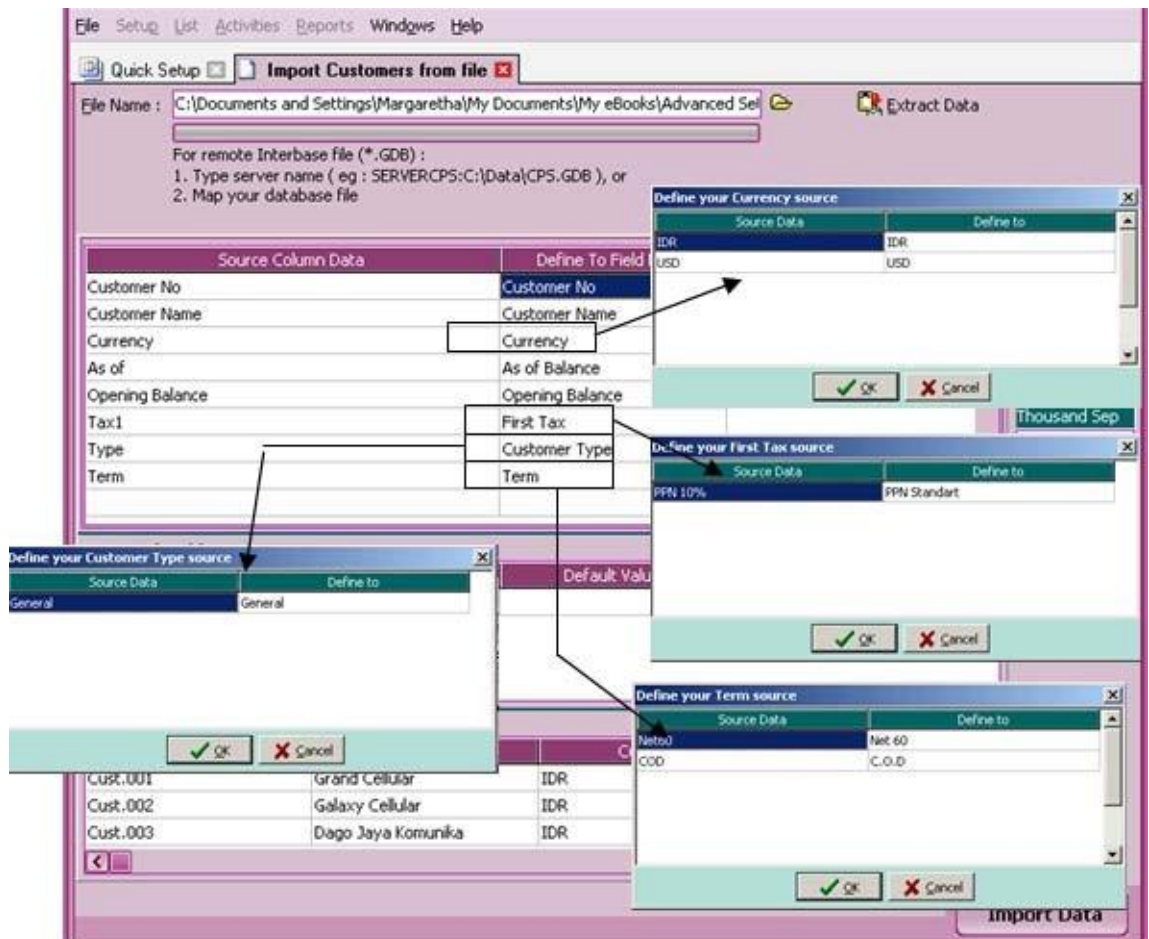 File Setup List Activities Reports Windows Help
Quick Setup Import Customers from file
File Name : C:\Documents and Settings\Margaretha\My Documents\My eBooks\Advanced Sel Extract Data
For remote Interbase file (*.GDB) :
1. Type server name ( eg : SERVERCPS:C:\Data\CPS.GDB ), or
2. Map your database file
Define your Currency source
Source Data Define to
IDR IDR
USD USD
OK Cancel
Source Column Data Define To Field
Customer No Customer No
Customer Name Customer Name
Currency Currency
As of As of Balance
Opening Balance Opening Balance
Tax1 First Tax
Type Customer Type
Term Term
Thousand Sep
Define your First Tax source
Source Data Define to
PPN 10% PPN Standart
OK Cancel
Define your Customer Type source
Source Data Define to
General General
OK Cancel
Default Valu
Define your Term source
Source Data Define to
Net60 Net 60
COD C.O.D
OK Cancel
C
Cust.001 Grand Cellular IDR
Cust.002 Galaxy Cellular IDR
Cust.003 Dago Jaya Komunika IDR
Import Data